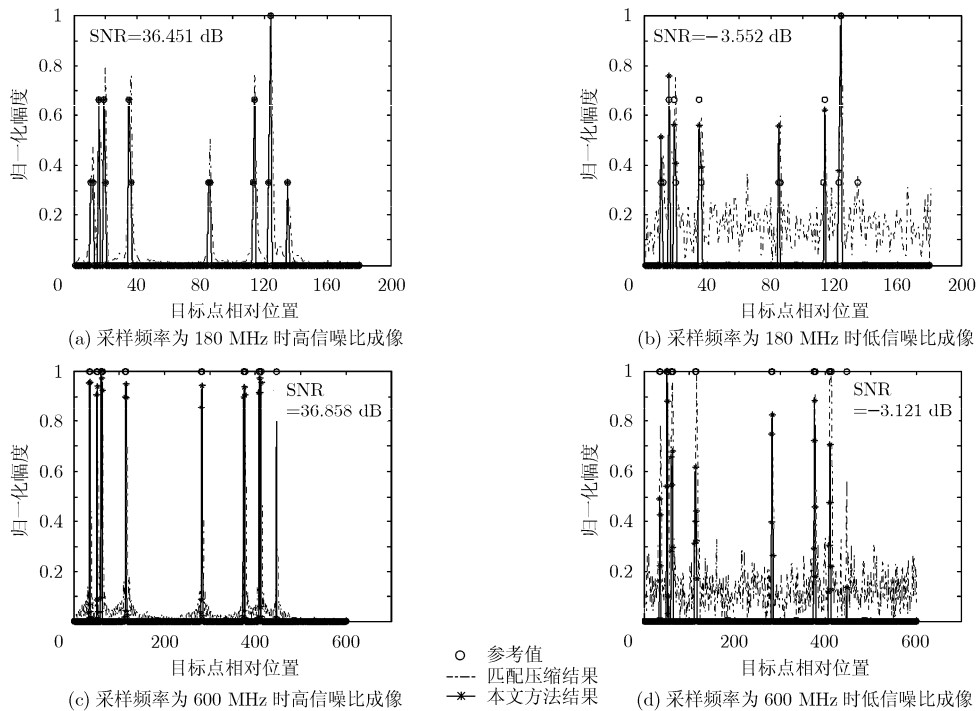 1
0.8
0.6
0.4
0.2
归一化幅度
SNR=36.451 dB
0
40
80
120
160
200
目标点相对位置
(a) 采样频率为 180 MHz 时高信噪比成像
1
0.8
0.6
0.4
0.2
归一化幅度
SNR=−3.552 dB
0
40
80
120
160
200
目标点相对位置
(b) 采样频率为 180 MHz 时低信噪比成像
1
0.8
0.6
0.4
0.2
归一化幅度
SNR
=36.858 dB
0
200
400
600
目标点相对位置
(c) 采样频率为 600 MHz 时高信噪比成像
1
0.8
0.6
0.4
0.2
归一化幅度
SNR
=−3.121 dB
0
200
400
600
目标点相对位置
(d) 采样频率为 600 MHz 时低信噪比成像
参考值
匹配压缩结果
本文方法结果